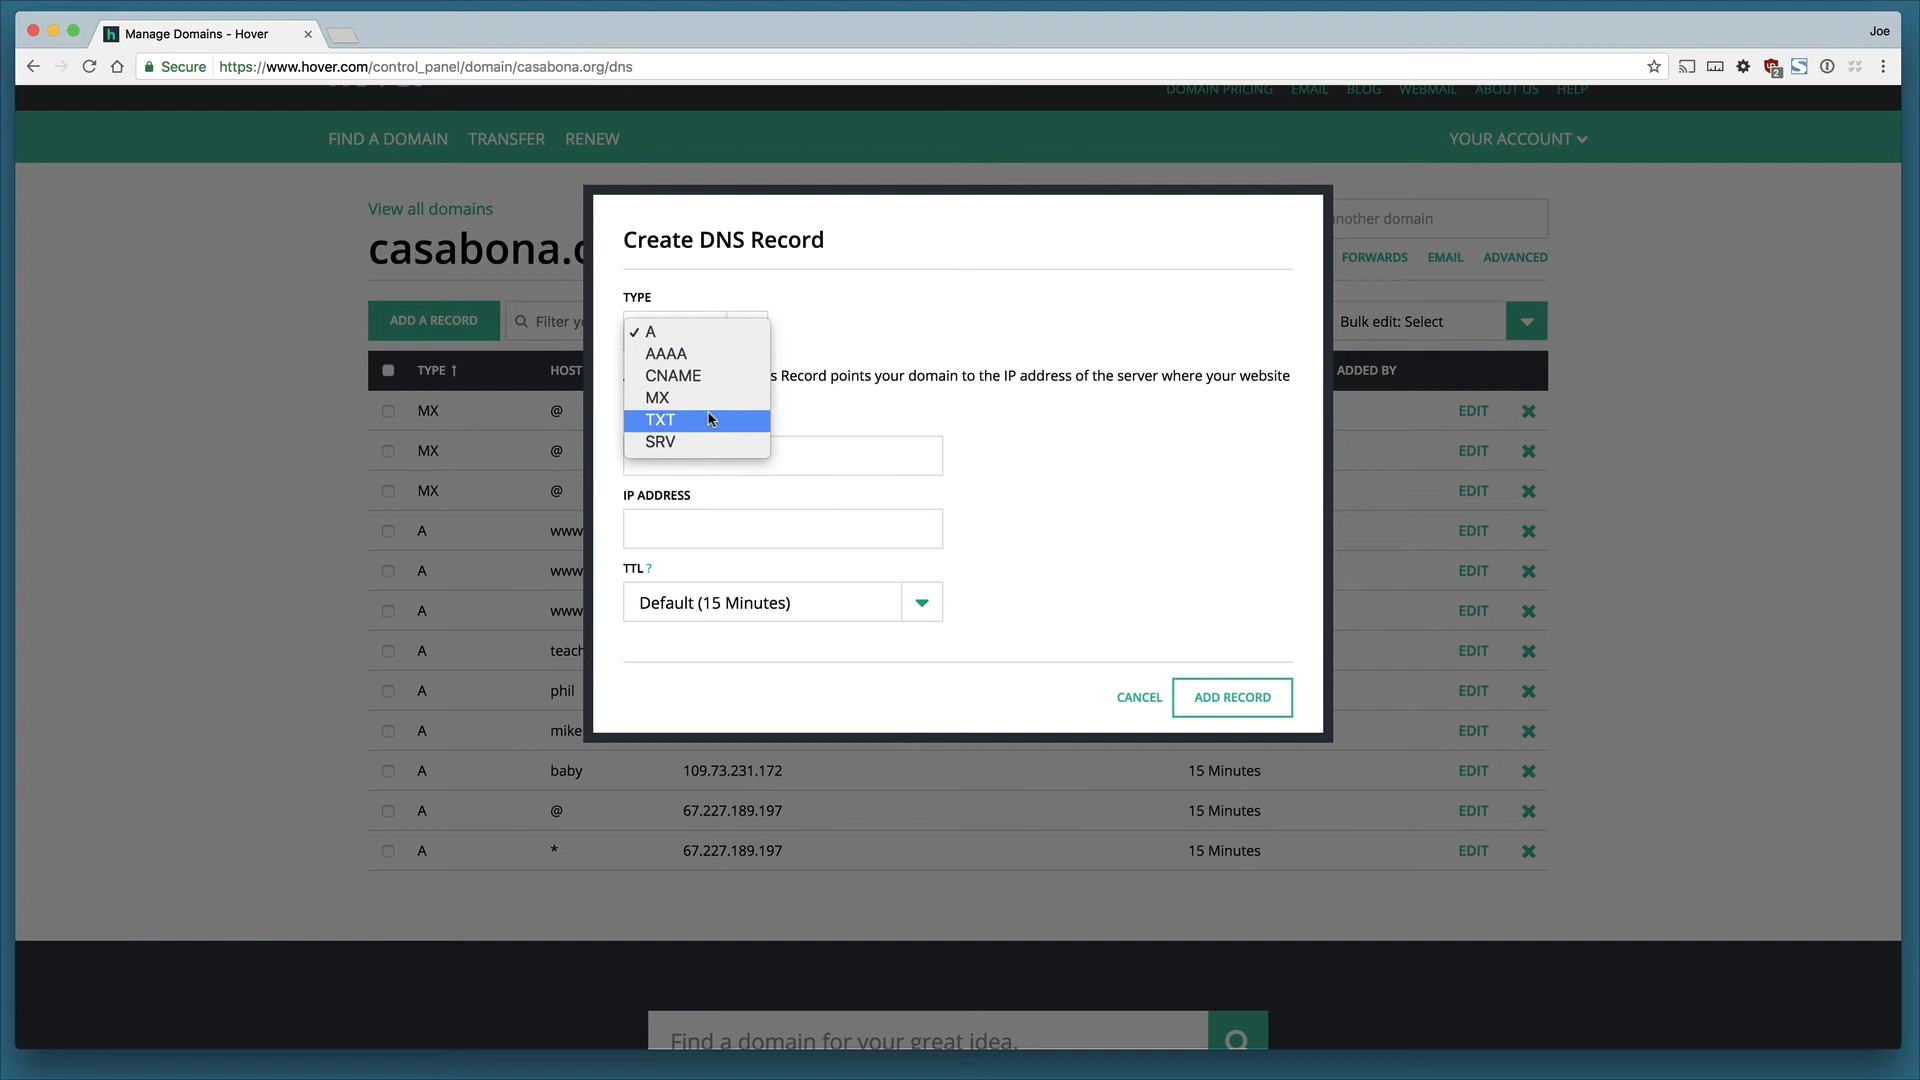 Manage Domains - Hover
Joe
Secure
https://www.hover.com/control_panel/domain/casabona.org/dns
2
DOMAIN PRICING EMAIL BLOG WEBMAIL ABOUT US HELP
FIND A DOMAIN TRANSFER RENEW
YOUR ACCOUNT
View all domains
casabona.o
another domain
FORWARDS EMAIL ADVANCED
ADD A RECORD
Filter yo
Bulk edit: Select
TYPE ↑ HOST
ADDED BY
Create DNS Record
TYPE
✓ A
AAAA
CNAME
MX
TXT
SRV
s Record points your domain to the IP address of the server where your website
IP ADDRESS
TTL ?
Default (15 Minutes)
CANCEL
ADD RECORD
MX @ EDIT
MX @ EDIT
MX @ EDIT
A www EDIT
A www EDIT
A www EDIT
A teach EDIT
A phil EDIT
A mike EDIT
A baby 109.73.231.172 15 Minutes EDIT
A @ 67.227.189.197 15 Minutes EDIT
A * 67.227.189.197 15 Minutes EDIT
Find a domain for your great idea.